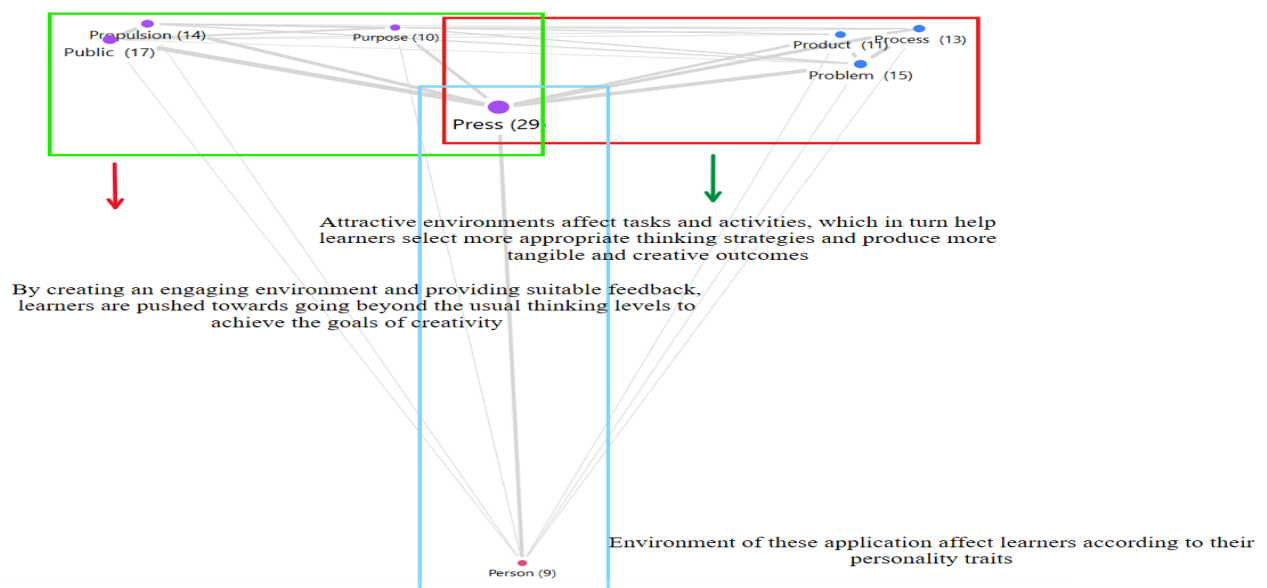 Propulsion (14)
Public (17)
Purpose (10)
Product (11)
Process (13)
Problem (15)
Press (29)
Attractive environments affect tasks and activities, which in turn help
learners select more appropriate thinking strategies and produce more
tangible and creative outcomes
By creating an engaging environment and providing suitable feedback,
learners are pushed towards going beyond the usual thinking levels to
achieve the goals of creativity
Environment of these application affect learners according to their
personality traits
Person (9)